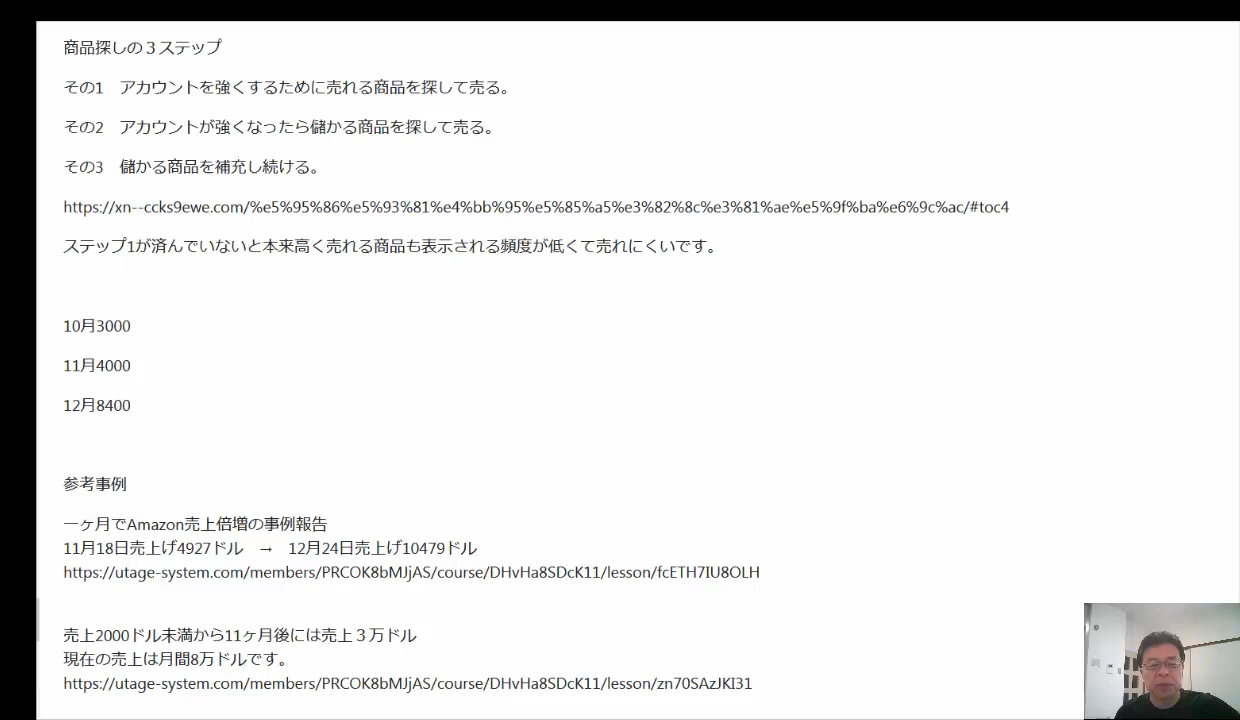 商品探しの３ステップ
その1　アカウントを強くするために売れる商品を探して売る。
その2　アカウントが強くなったら儲かる商品を探して売る。
その3　儲かる商品を補充し続ける。
https://xn--ccks9ewe.com/%e5%95%86%e5%93%81%e4%bb%95%e5%85%a5%e3%82%8c%e3%81%ae%e5%9f%ba%e6%9c%ac/#toc4
ステップ1が済んでいないと本来高く売れる商品も表示される頻度が低くて売れにくいです。
10月3000
11月4000
12月8400
参考事例
一ヶ月でAmazon売上倍増の事例報告
11月18日売上げ4927ドル　→　12月24日売上げ10479ドル
https://utage-system.com/members/PRCOK8bMJjAS/course/DHvHa8SDcK11/lesson/fcETH7IU8OLH
売上2000ドル未満から11ヶ月後には売上３万ドル
現在の売上は月間8万ドルです。
https://utage-system.com/members/PRCOK8bMJjAS/course/DHvHa8SDcK11/lesson/zn70SAzJKI31